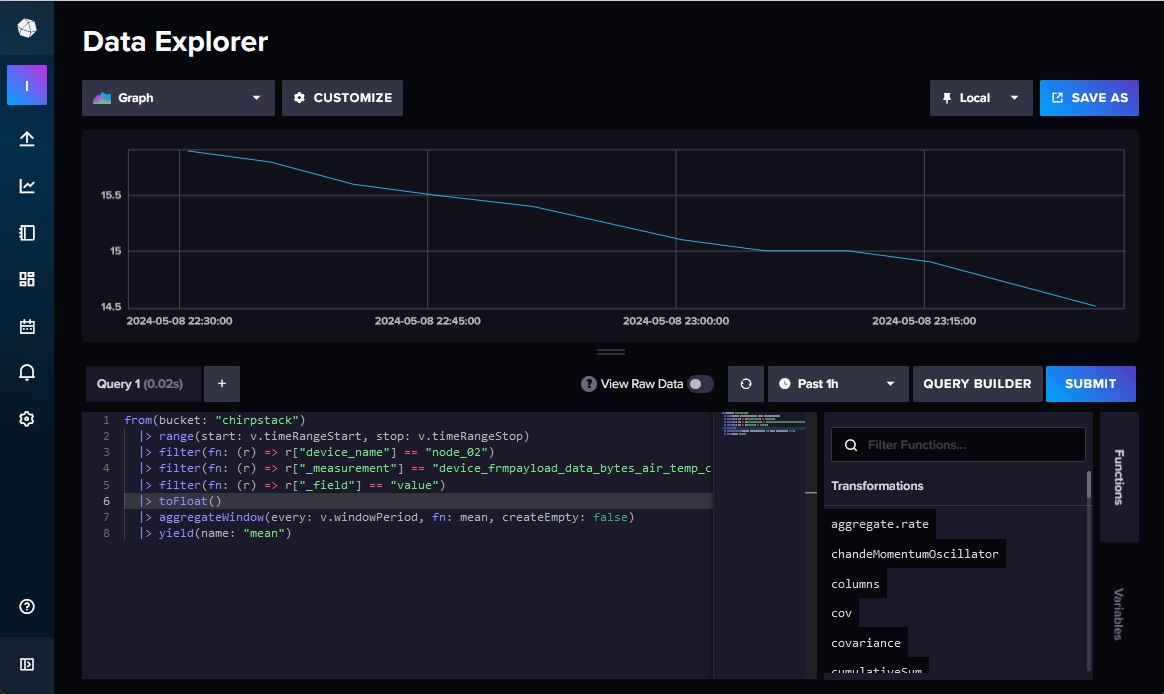 Data Explorer
I
Graph
CUSTOMIZE
Local
SAVE AS
15.5
15
14.5
2024-05-08 22:30:00
2024-05-08 22:45:00
2024-05-08 23:00:00
2024-05-08 23:15:00
Query 1 (0.02s)
+
? View Raw Data
Past 1h
QUERY BUILDER
SUBMIT
1 from(bucket: "chirpstack")
2 |> range(start: v.timeRangeStart, stop: v.timeRangeStop)
3 |> filter(fn: (r) => r["device_name"] == "node_02")
4 |> filter(fn: (r) => r["_measurement"] == "device_frmpayload_data_bytes_air_temp_c
5 |> filter(fn: (r) => r["_field"] == "value")
6 |> toFloat()
7 |> aggregateWindow(every: v.windowPeriod, fn: mean, createEmpty: false)
8 |> yield(name: "mean")
Filter Functions...
Transformations
aggregate.rate
chandeMomentumOscillator
columns
cov
covariance
cumulativeSum
Functions
Variables